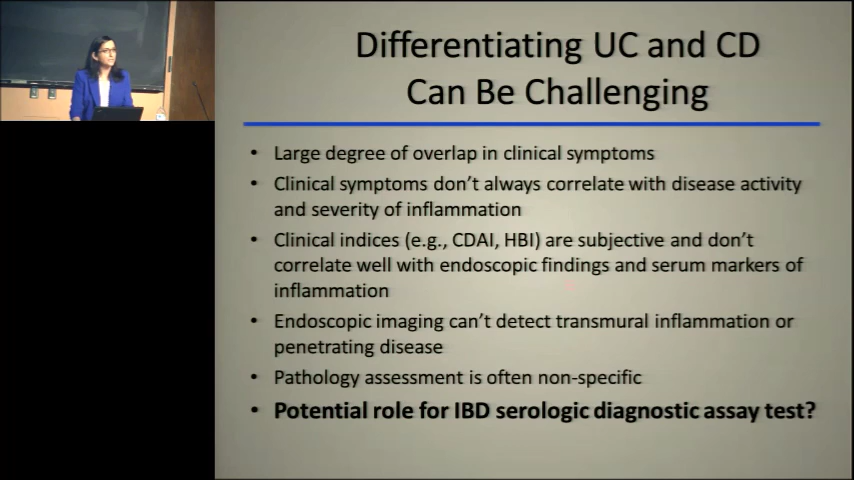 Differentiating UC and CD
Can Be Challenging
• Large degree of overlap in clinical symptoms
• Clinical symptoms don't always correlate with disease activity
and severity of inflammation
• Clinical indices (e.g., CDAI, HBI) are subjective and don't
correlate well with endoscopic findings and serum markers of
inflammation
• Endoscopic imaging can't detect transmural inflammation or
penetrating disease
• Pathology assessment is often non-specific
• Potential role for IBD serologic diagnostic assay test?